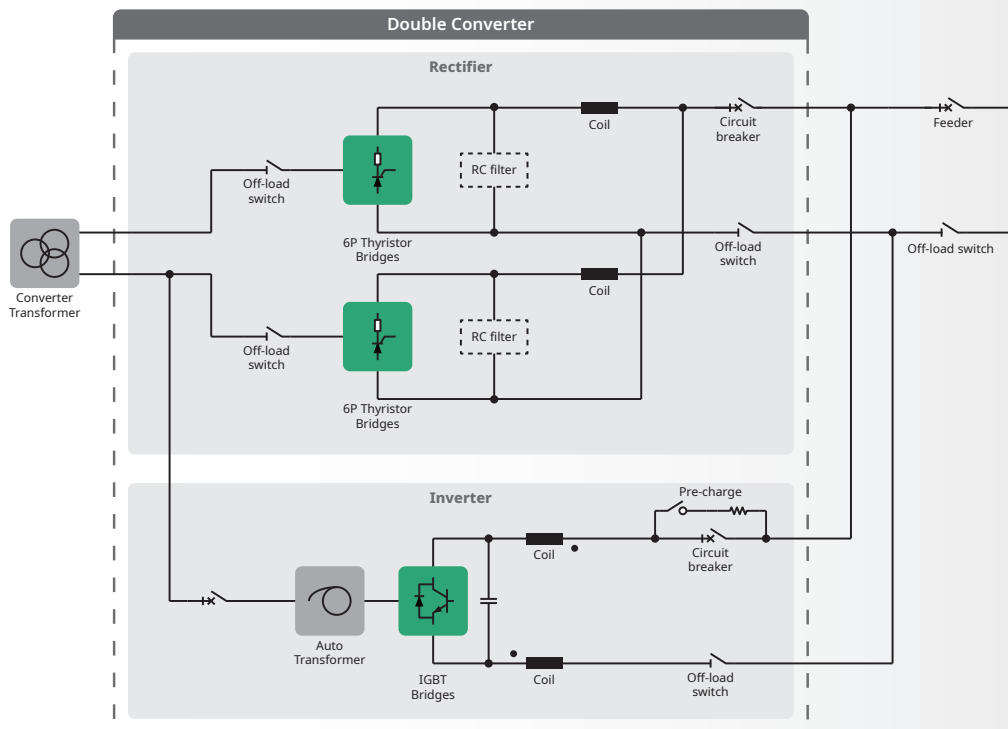 Double Converter
Rectifier
Coil
Circuit
breaker
Feeder
RC filter
Off-load
switch
6P Thyristor
Bridges
Off-load
switch
Off-load switch
Converter
Transformer
Coil
RC filter
Off-load
switch
6P Thyristor
Bridges
Inverter
Pre-charge
Coil
Circuit
breaker
Auto
Transformer
IGBT
Bridges
Coil
Off-load
switch